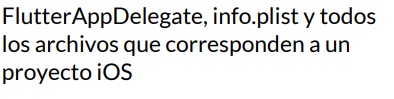 FlutterAppDelegate, info.plist y todos
los archivos que corresponden a un
proyecto iOS